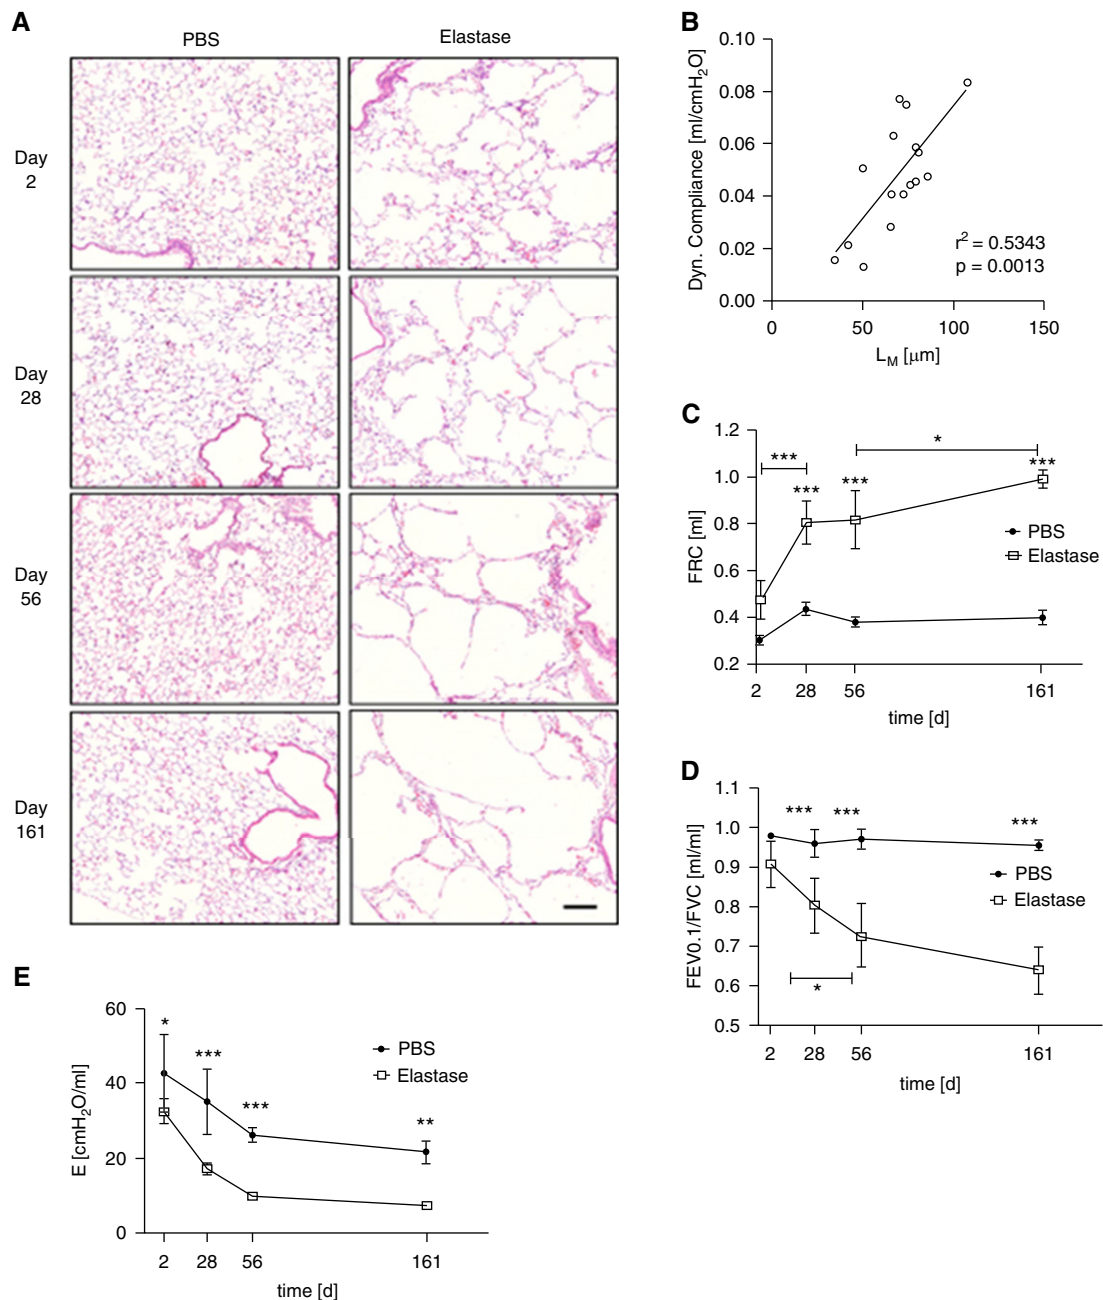 A
PBS
Elastase
Day
2
Day
28
Day
56
Day
161
B
Dyn. Compliance [ml/cmH₂O]
0.10
0.08
0.06
0.04
0.02
0.00
r² = 0.5343
p = 0.0013
0
50
100
150
L_M [µm]
C
FRC [ml]
1.2
1.0
0.8
0.6
0.4
0.2
***
*
***
***
***
PBS
Elastase
2
28
56
161
time [d]
D
FEV0.1/FVC [ml/ml]
1.1
1.0
0.9
0.8
0.7
0.6
0.5
***
***
***
PBS
Elastase
*
2
28
56
161
time [d]
E
E [cmH₂O/ml]
60
40
20
0
*
***
***
**
PBS
Elastase
2
28
56
161
time [d]